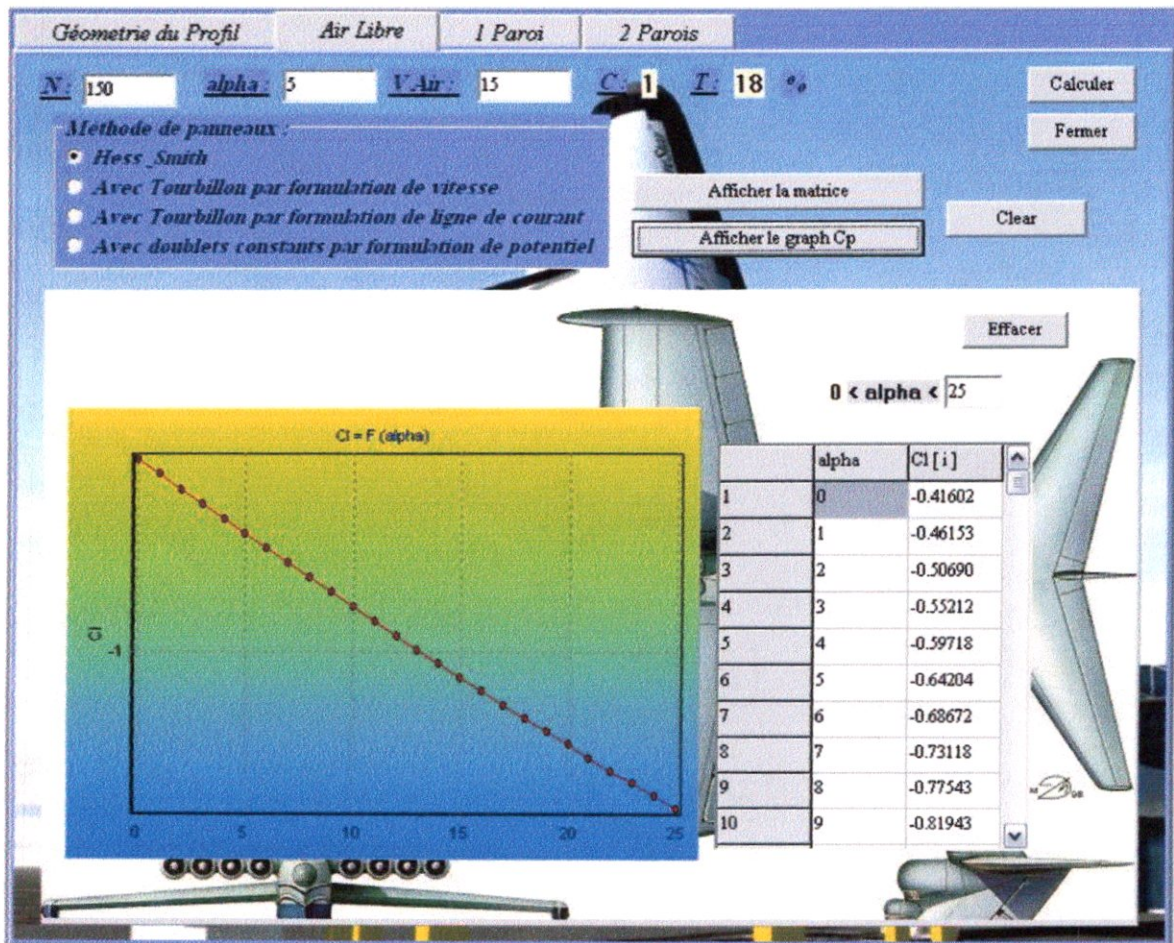 Géometrie du Profil
Air Libre
1 Paroi
2 Parois
N : 150
alpha : 5
V.Air : 15
C : 1
T : 18 %
Calculer
Fermer
Methode de panneaux :
Hess_Smith
Avec Tourbillon par formulation de vitesse
Avec Tourbillon par formulation de ligne de courant
Avec doublets constants par formulation de potentiel
Afficher la matrice
Afficher le graph Cp
Clear
Effacer
0 < alpha < 25
Cl = F (alpha)
Cl
-1
0 5 10 15 20 25
alpha Cl [ i ]
1 0 -0.41602
2 1 -0.46153
3 2 -0.50690
4 3 -0.55212
5 4 -0.59718
6 5 -0.64204
7 6 -0.68672
8 7 -0.73118
9 8 -0.77543
10 9 -0.81943